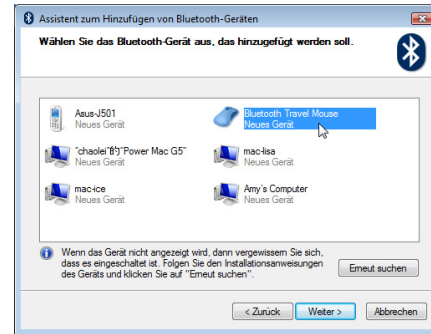 Assistent zum Hinzufügen von Bluetooth-Geräten
Wählen Sie das Bluetooth-Gerät aus, das hinzugefügt werden soll.
Asus-J501
Neues Gerät
Bluetooth Travel Mouse
Neues Gerät
"chaolei"的"Power Mac G5"
Neues Gerät
mac-lisa
Neues Gerät
mac-ice
Neues Gerät
Amy's Computer
Neues Gerät
Wenn das Gerät nicht angezeigt wird, dann vergewissern Sie sich,
dass es eingeschaltet ist. Folgen Sie den Installationsanweisungen
des Geräts und klicken Sie auf "Erneut suchen".
Erneut suchen
< Zurück
Weiter >
Abbrechen